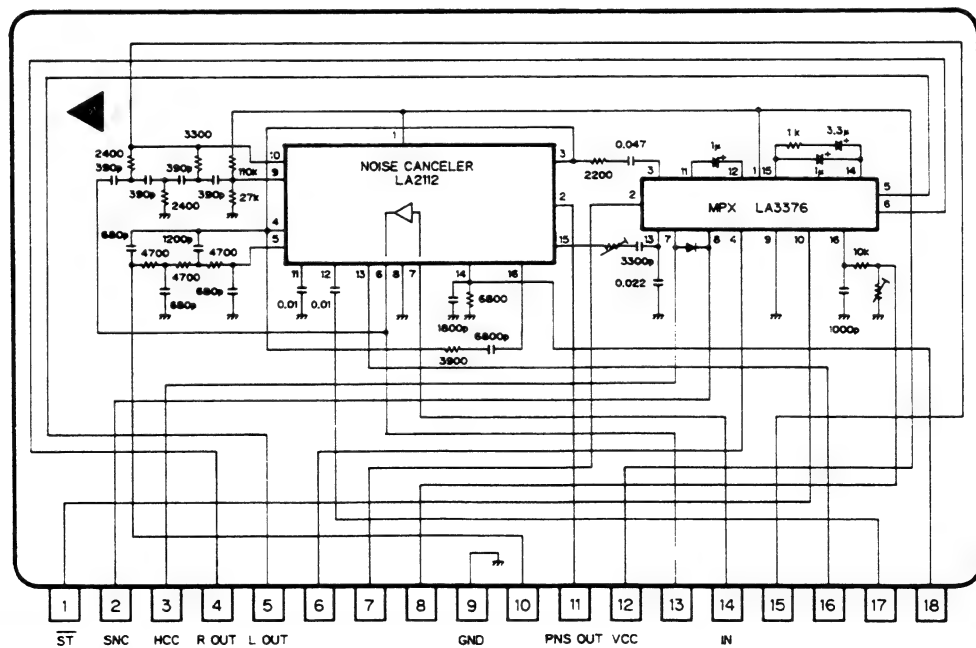 1
3300
2400
390p
390p
390p
390p
2400
110k
27k
10
9
4
5
680p
1200p
4700
4700
4700
680p
680p
NOISE CANCELER
LA2112
3
2
15
11
12
13
6
8
7
14
16
0.01
0.01
1800p
6800
6800p
3900
0.047
2200
3
2
11
1µ
+
12
1
15
1k
3.3µ
+
+
1µ
14
5
6
MPX LA3376
13
7
8
4
9
10
16
3300p
0.022
10k
1000p
1 2 3 4 5 6 7 8 9 10 11 12 13 14 15 16 17 18
ST SNC HCC R OUT L OUT GND PNS OUT VCC IN